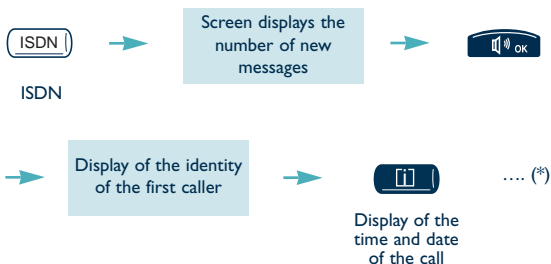 ISDN
Screen displays the
number of new
messages
OK
ISDN
Display of the identity
of the first caller
i
.... (*)
Display of the
time and date
of the call